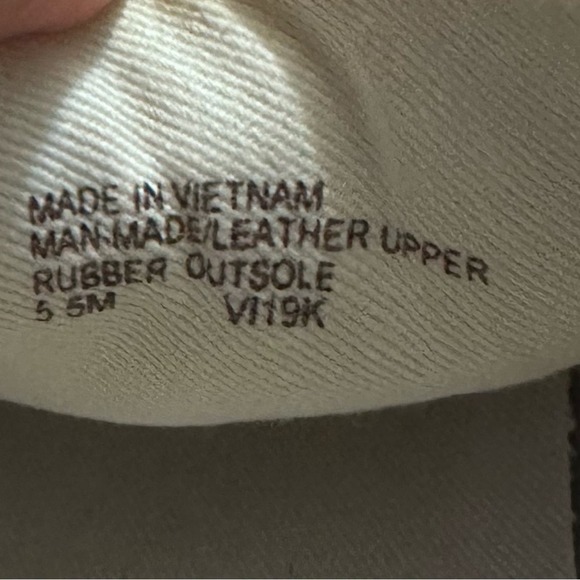 MADE IN VIETNAM
MAN-MADE/LEATHER UPPER
RUBBER OUTSOLE
5 5M VI19K